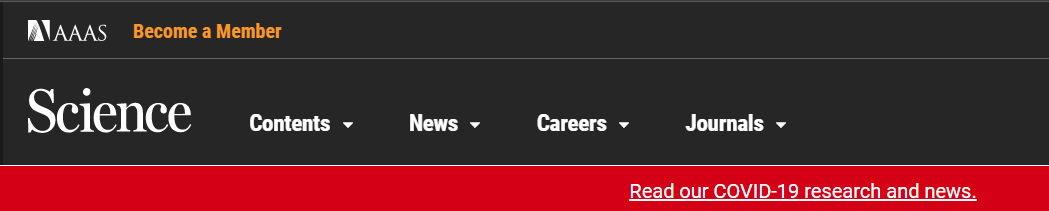 AAAS Become a Member
Science Contents News Careers Journals
Read our COVID-19 research and news.